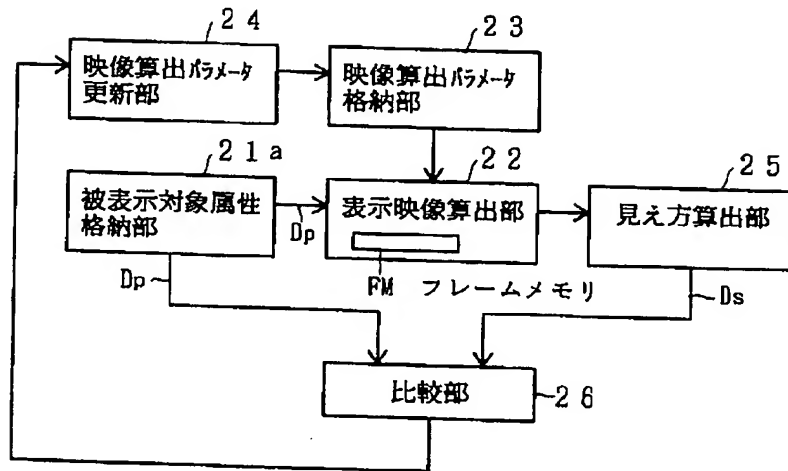 24
映像算出パラメータ
更新部
23
映像算出パラメータ
格納部
21a
被表示対象属性
格納部
Dp
22
表示映像算出部
FM フレームメモリ
25
見え方算出部
Dp
Ds
比較部
26